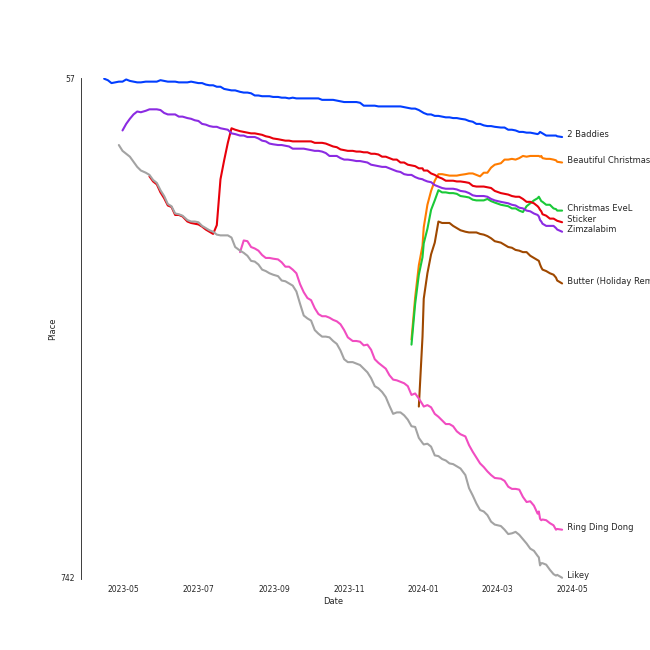 57
2 Baddies
Beautiful Christmas
Christmas EveL
Sticker
Zimzalabim
Butter (Holiday Rem
Place
Ring Ding Dong
742
Likey
2023-05 2023-07 2023-09 2023-11 2024-01 2024-03 2024-05
Date